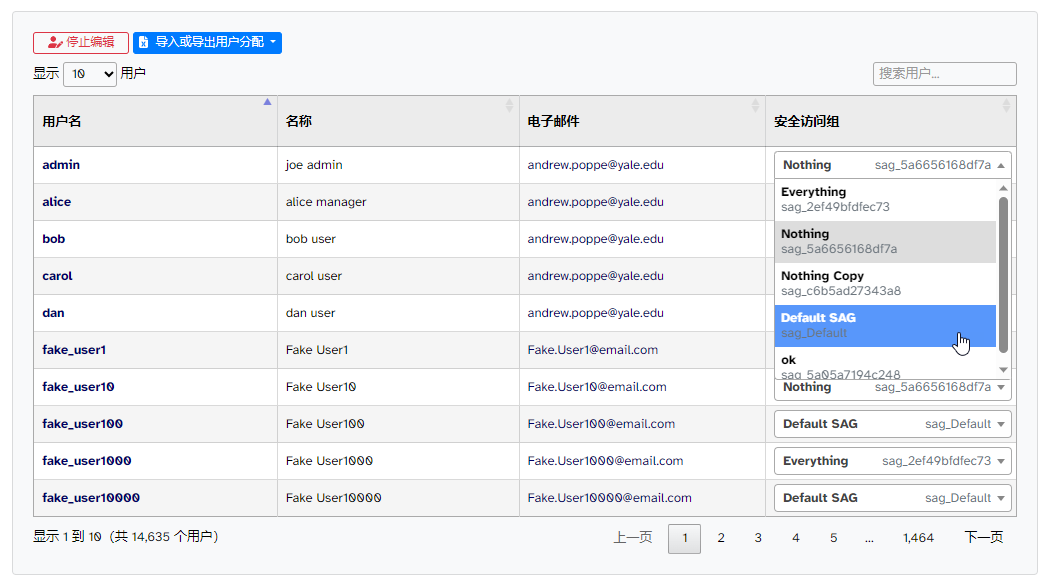 停止编辑 导入或导出用户分配
显示 10 用户 搜索用户...
用户名 名称 电子邮件 安全访问组
admin joe admin andrew.poppe@yale.edu Nothing sag_5a6656168df7a
alice alice manager andrew.poppe@yale.edu
Everything
sag_2ef49bfdfec73
bob bob user andrew.poppe@yale.edu
Nothing
sag_5a6656168df7a
carol carol user andrew.poppe@yale.edu
Nothing Copy
sag_c6b5ad27343a8
dan dan user andrew.poppe@yale.edu
Default SAG
sag_Default
fake_user1 Fake User1 Fake.User1@email.com
ok
sag_5a05a7194c248
fake_user10 Fake User10 Fake.User10@email.com Nothing sag_5a6656168df7a
fake_user100 Fake User100 Fake.User100@email.com Default SAG sag_Default
fake_user1000 Fake User1000 Fake.User1000@email.com Everything sag_2ef49bfdfec73
fake_user10000 Fake User10000 Fake.User10000@email.com Default SAG sag_Default
显示 1 到 10（共 14,635 个用户） 上一页 1 2 3 4 5 ... 1,464 下一页